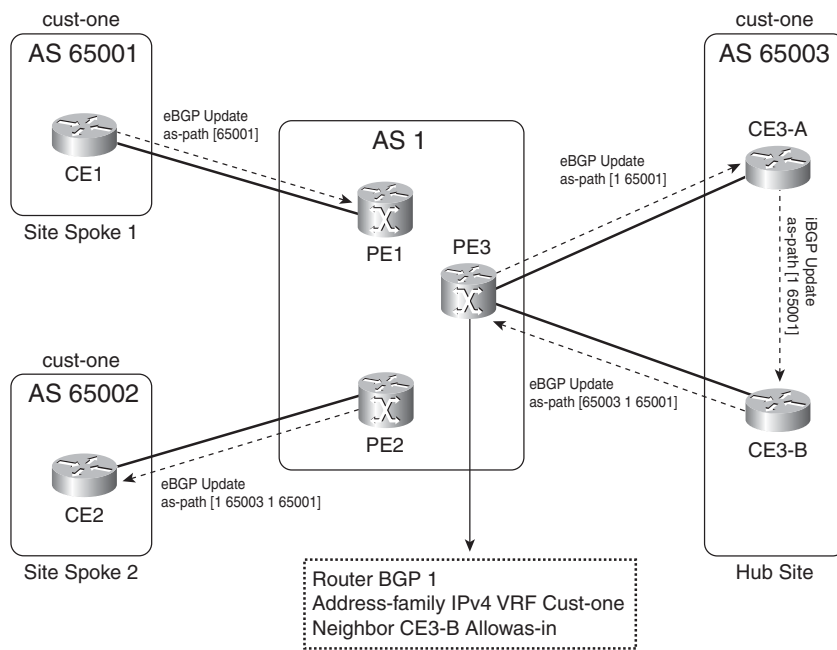 cust-one
AS 65001
CE1
Site Spoke 1
eBGP Update
as-path [65001]
AS 1
PE1
PE3
PE2
cust-one
AS 65002
CE2
Site Spoke 2
eBGP Update
as-path [1 65003 1 65001]
eBGP Update
as-path [1 65001]
eBGP Update
as-path [65003 1 65001]
cust-one
AS 65003
CE3-A
iBGP Update
as-path [1 65001]
CE3-B
Hub Site
Router BGP 1
Address-family IPv4 VRF Cust-one
Neighbor CE3-B Allowas-in